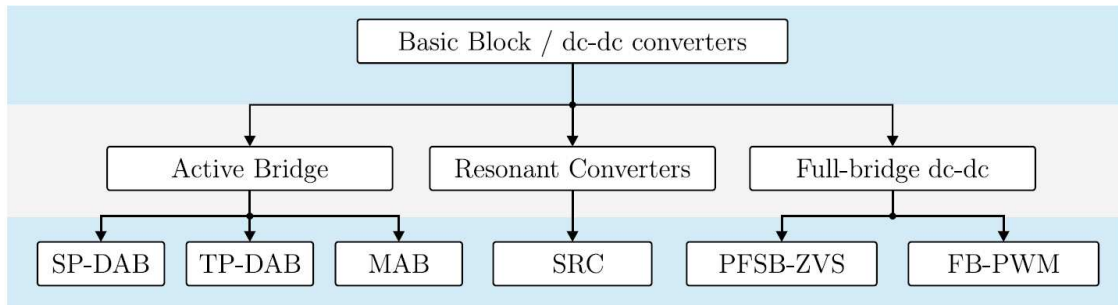 Basic Block / dc-dc converters
Active Bridge
Resonant Converters
Full-bridge dc-dc
SP-DAB
TP-DAB
MAB
SRC
PFSB-ZVS
FB-PWM